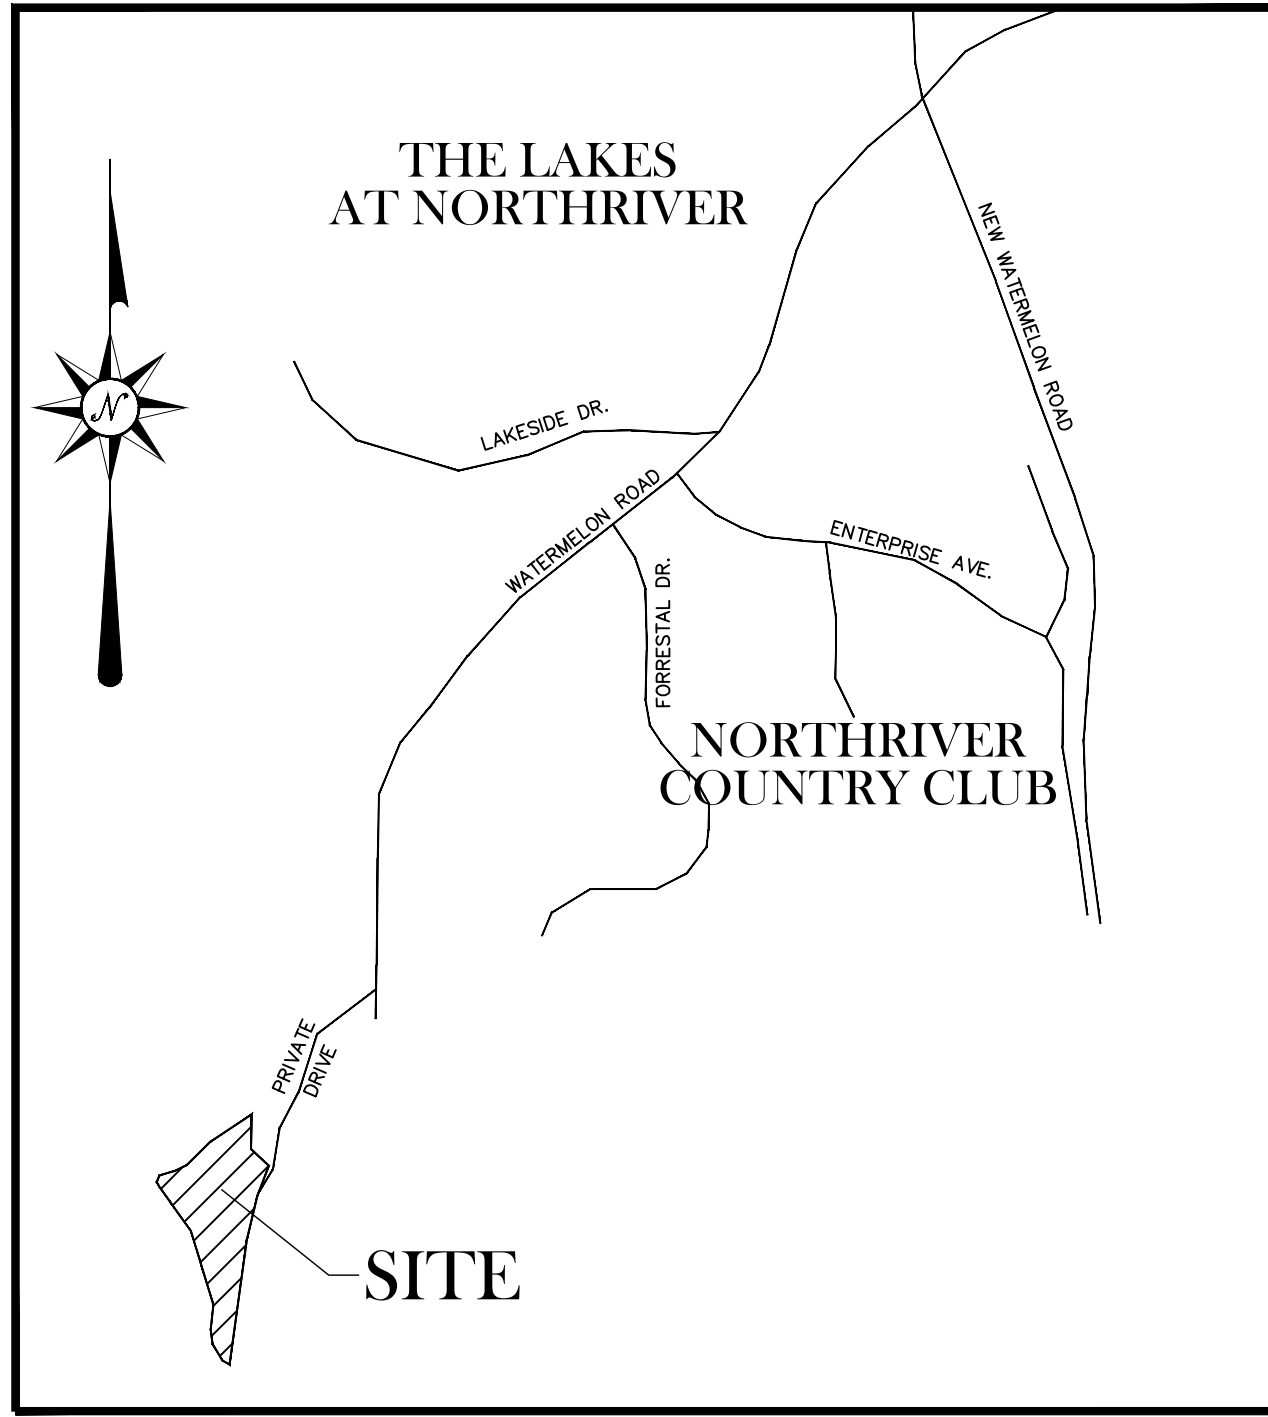 THE LAKES
AT NORTHRIVER
NEW WATERMELON ROAD
N
LAKESIDE DR.
WATERMELON ROAD
ENTERPRISE AVE.
FORRESTAL DR.
NORTHRIVER
COUNTRY CLUB
PRIVATE
DRIVE
SITE